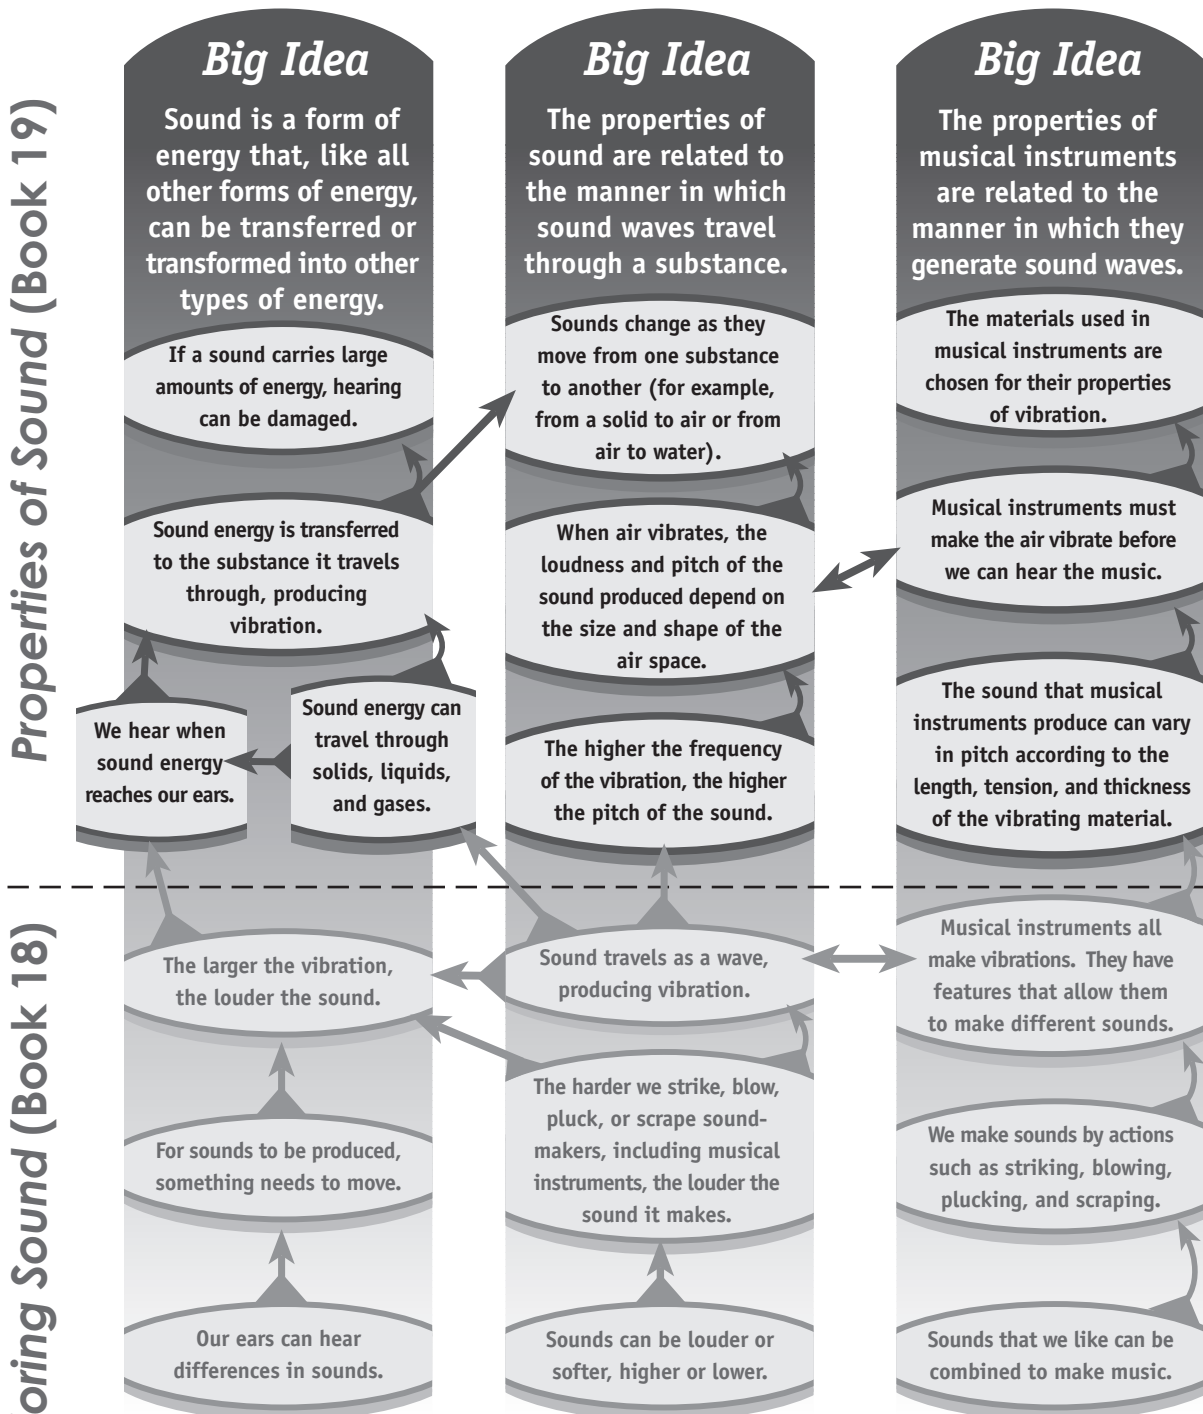 Properties of Sound (Book 19)
oring Sound (Book 18)
Big Idea
Sound is a form of
energy that, like all
other forms of energy,
can be transferred or
transformed into other
types of energy.
If a sound carries large
amounts of energy, hearing
can be damaged.
Sound energy is transferred
to the substance it travels
through, producing
vibration.
We hear when
sound energy
reaches our ears.
Sound energy can
travel through
solids, liquids,
and gases.
The larger the vibration,
the louder the sound.
For sounds to be produced,
something needs to move.
Our ears can hear
differences in sounds.
Big Idea
The properties of
sound are related to
the manner in which
sound waves travel
through a substance.
Sounds change as they
move from one substance
to another (for example,
from a solid to air or from
air to water).
When air vibrates, the
loudness and pitch of the
sound produced depend on
the size and shape of the
air space.
The higher the frequency
of the vibration, the higher
the pitch of the sound.
Sound travels as a wave,
producing vibration.
The harder we strike, blow,
pluck, or scrape sound-
makers, including musical
instruments, the louder the
sound it makes.
Sounds can be louder or
softer, higher or lower.
Big Idea
The properties of
musical instruments
are related to the
manner in which they
generate sound waves.
The materials used in
musical instruments are
chosen for their properties
of vibration.
Musical instruments must
make the air vibrate before
we can hear the music.
The sound that musical
instruments produce can vary
in pitch according to the
length, tension, and thickness
of the vibrating material.
Musical instruments all
make vibrations. They have
features that allow them
to make different sounds.
We make sounds by actions
such as striking, blowing,
plucking, and scraping.
Sounds that we like can be
combined to make music.